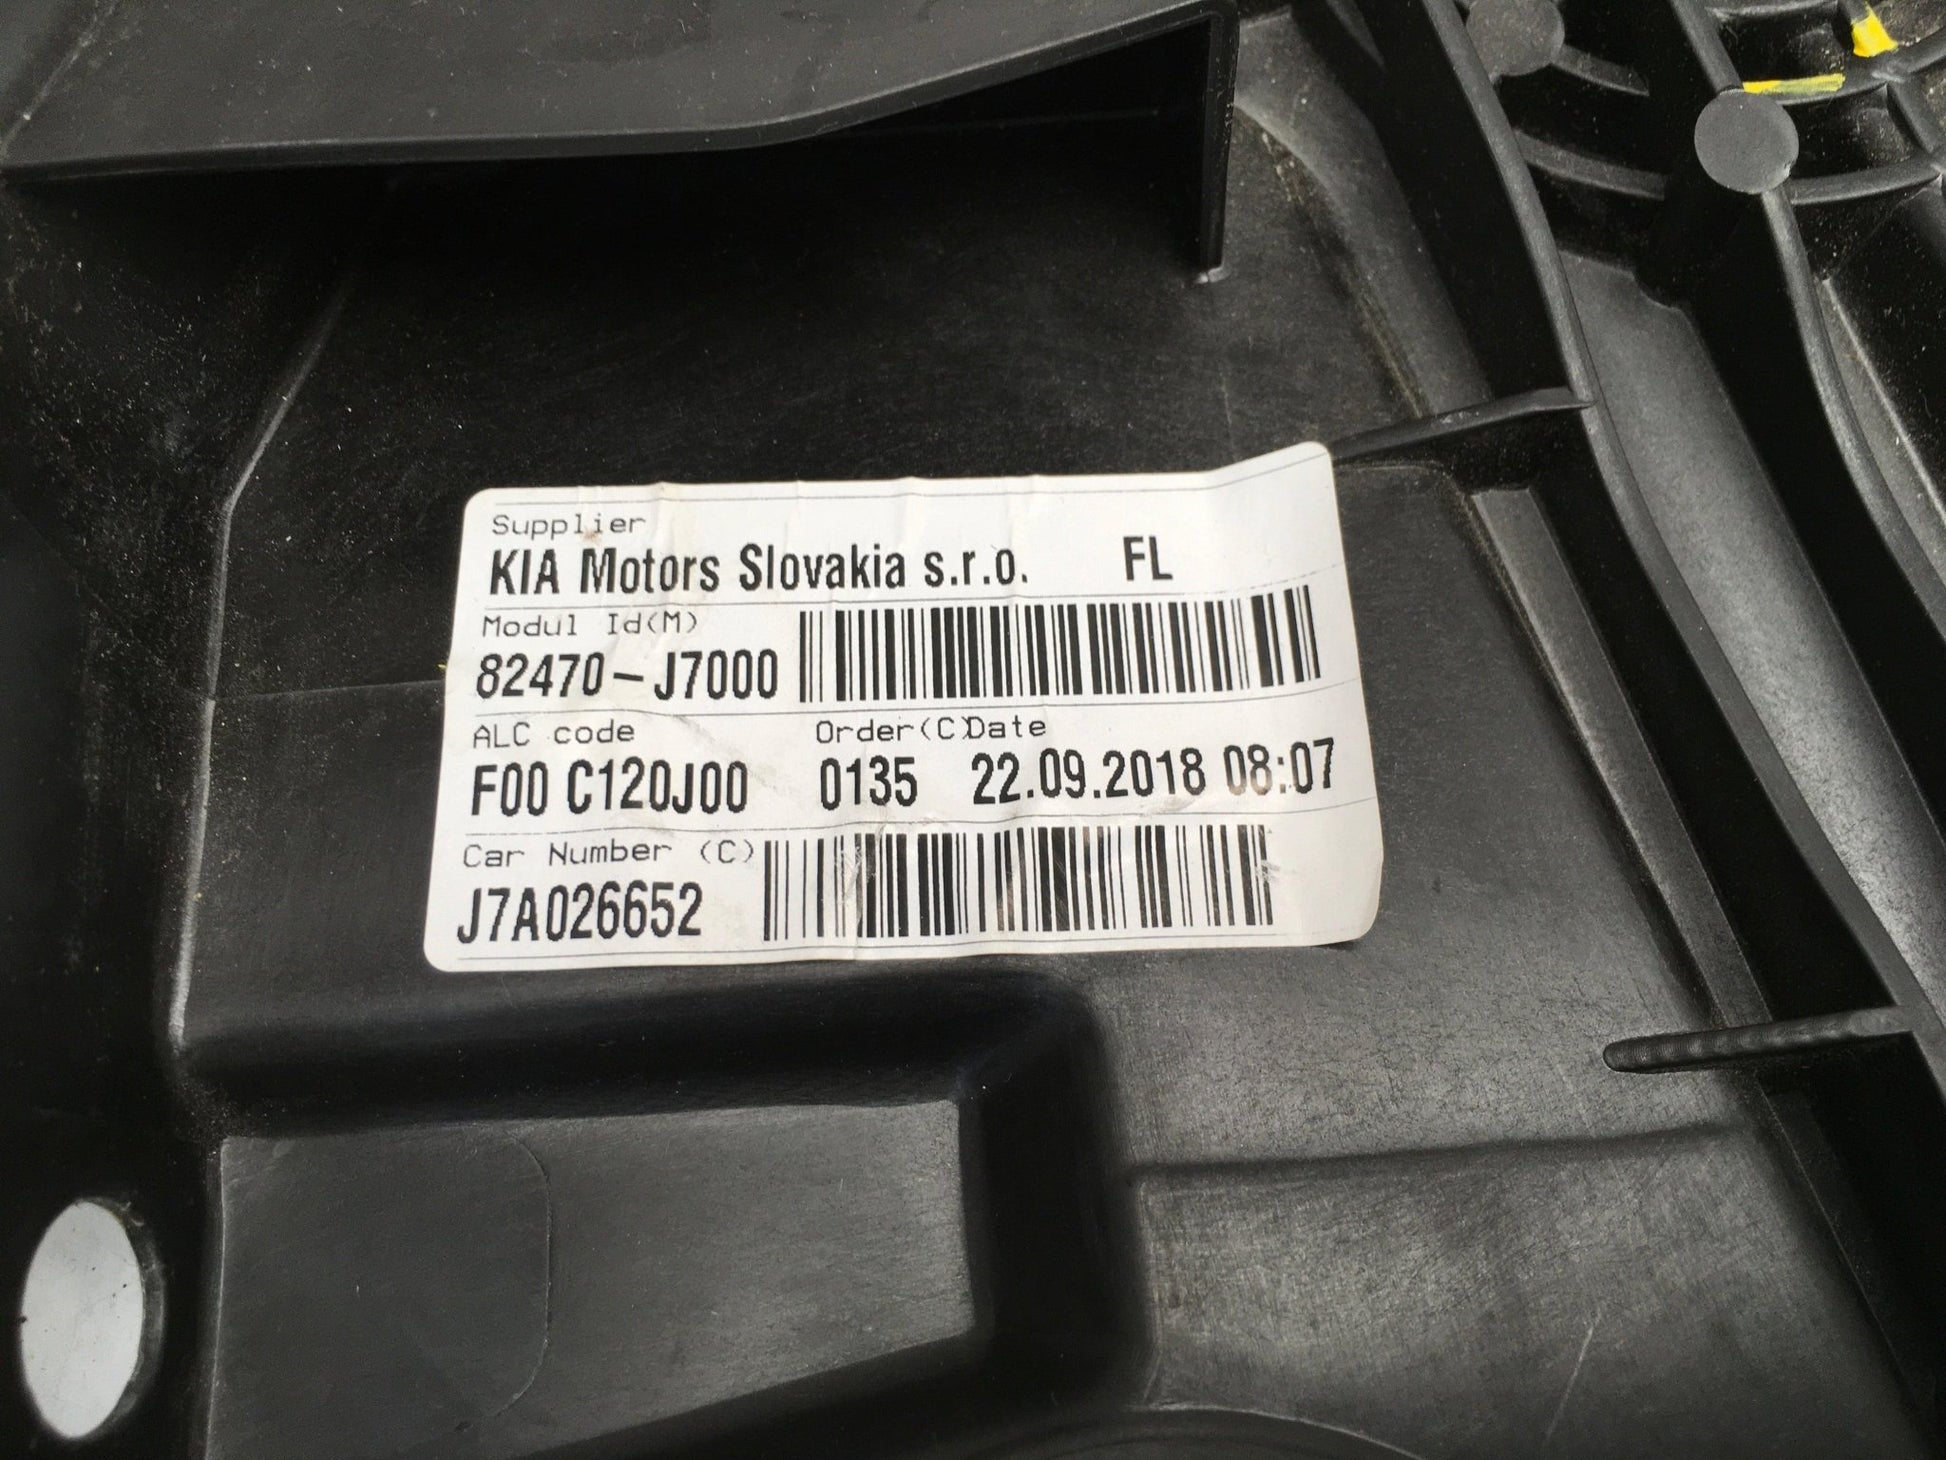 Supplier
KIA Motors Slovakia s.r.o. FL
Modul Id(M)
82470-J7000
ALC code Order(C)Date
F00 C120J00 0135 22.09.2018 08:07
Car Number (C)
J7A026652